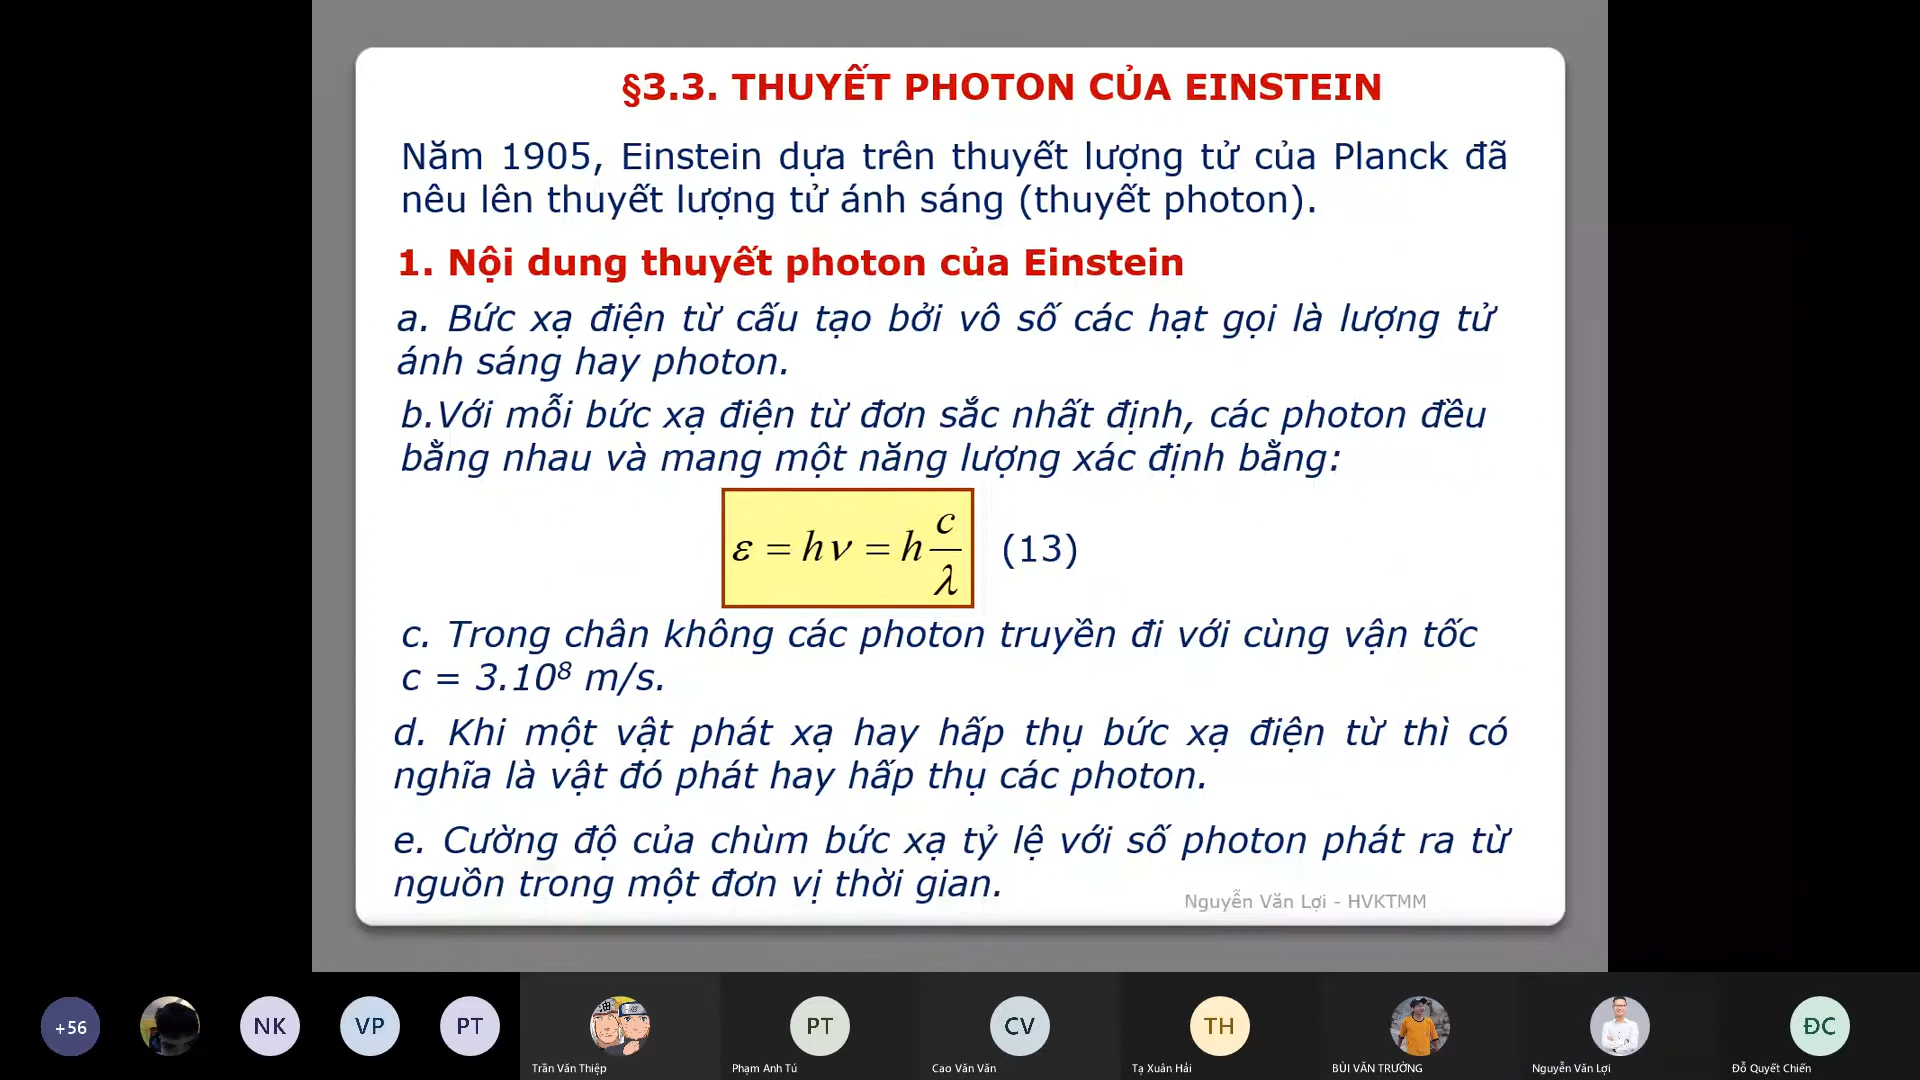 §3.3. THUYẾT PHOTON CỦA EINSTEIN
Năm 1905, Einstein dựa trên thuyết lượng tử của Planck đã
nêu lên thuyết lượng tử ánh sáng (thuyết photon).
1. Nội dung thuyết photon của Einstein
a. Bức xạ điện từ cấu tạo bởi vô số các hạt gọi là lượng tử
ánh sáng hay photon.
b.Với mỗi bức xạ điện từ đơn sắc nhất định, các photon đều
bằng nhau và mang một năng lượng xác định bằng:
ε = hν = h c/λ (13)
c. Trong chân không các photon truyền đi với cùng vận tốc
c = 3.10⁸ m/s.
d. Khi một vật phát xạ hay hấp thụ bức xạ điện từ thì có
nghĩa là vật đó phát hay hấp thụ các photon.
e. Cường độ của chùm bức xạ tỷ lệ với số photon phát ra từ
nguồn trong một đơn vị thời gian.
Nguyễn Văn Lợi - HVKTMM
+56 NK VP PT PT CV TH ĐC
Trần Văn Thiệp Phạm Anh Tú Cao Văn Văn Tạ Xuân Hải BÙI VĂN TRƯỜNG Nguyễn Văn Lợi Đỗ Quyết Chiến